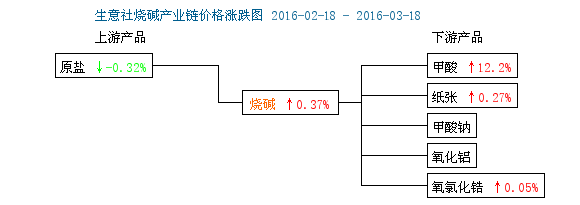 生意社烧碱产业链价格涨跌图 2016-02-18 - 2016-03-18
上游产品
下游产品
原盐 ↓-0.32%
甲酸 ↑12.2%
纸张 ↑0.27%
烧碱 ↑0.37%
甲酸钠
氧化铝
氧氯化锆 ↑0.05%